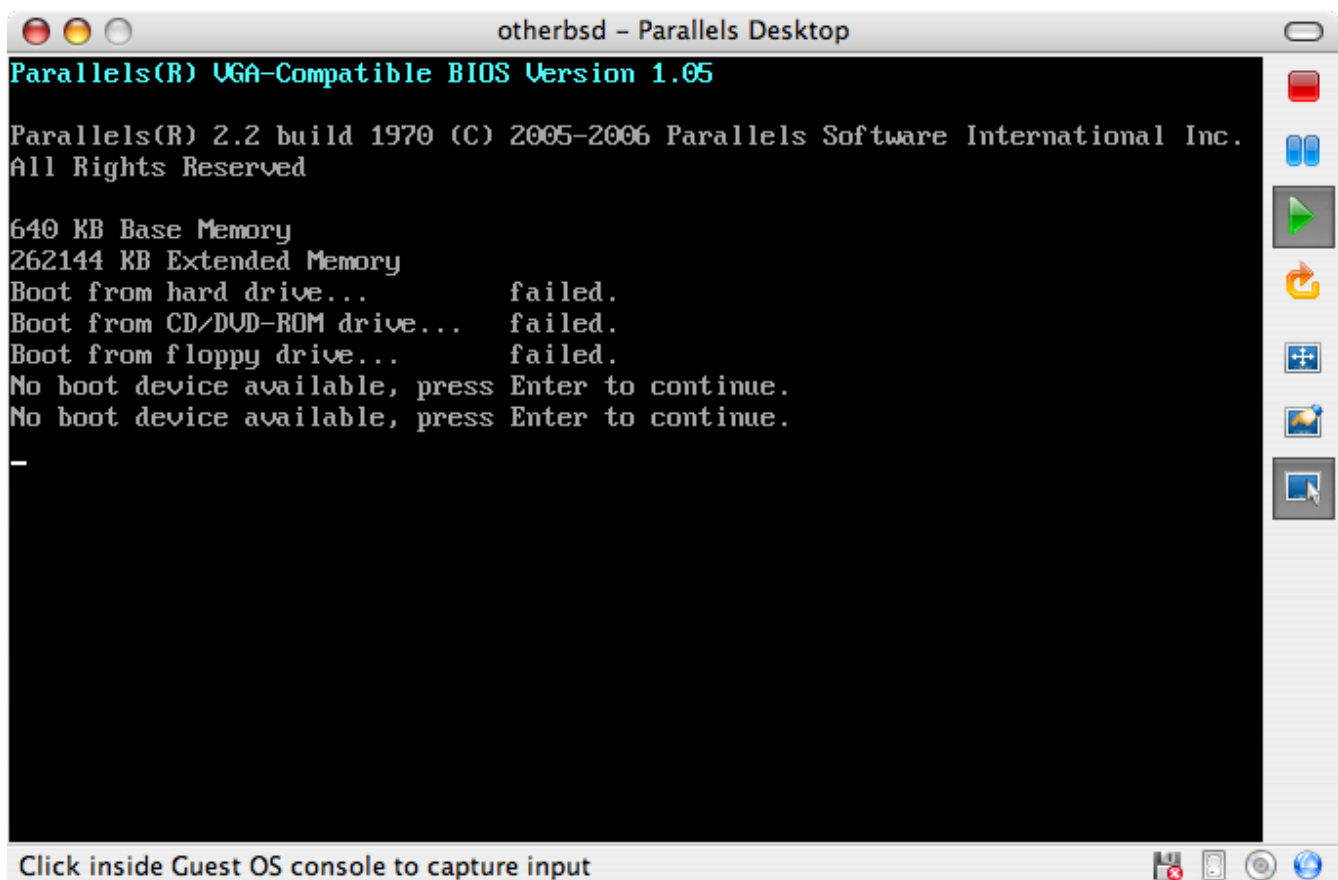 otherbsd – Parallels Desktop
Parallels(R) VGA-Compatible BIOS Version 1.05
Parallels(R) 2.2 build 1970 (C) 2005-2006 Parallels Software International Inc.
All Rights Reserved
640 KB Base Memory
262144 KB Extended Memory
Boot from hard drive... failed.
Boot from CD/DVD-ROM drive... failed.
Boot from floppy drive... failed.
No boot device available, press Enter to continue.
No boot device available, press Enter to continue.
Click inside Guest OS console to capture input